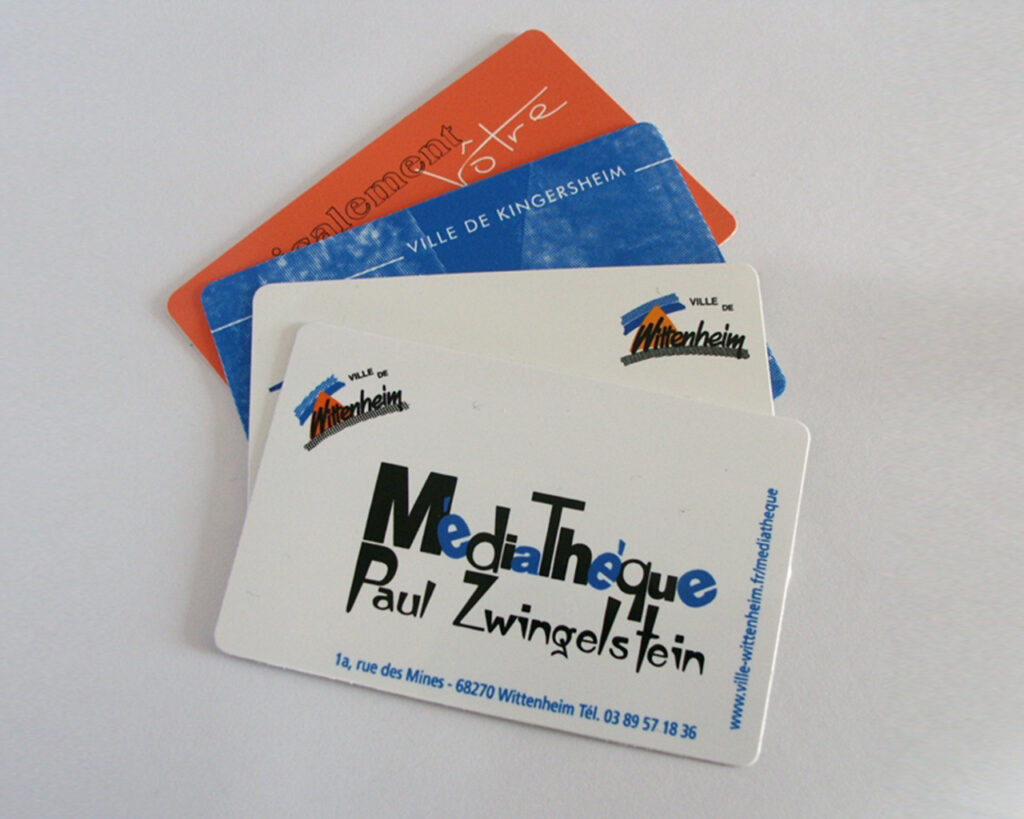 Vôtre
VILLE DE KINGERSHEIM
VILLE DE
Wittenheim
VILLE DE
Wittenheim
MédiaThèque
Paul Zwingelstein
1a, rue des Mines - 68270 Wittenheim Tél. 03 89 57 18 36
www.ville-wittenheim.fr/mediatheque